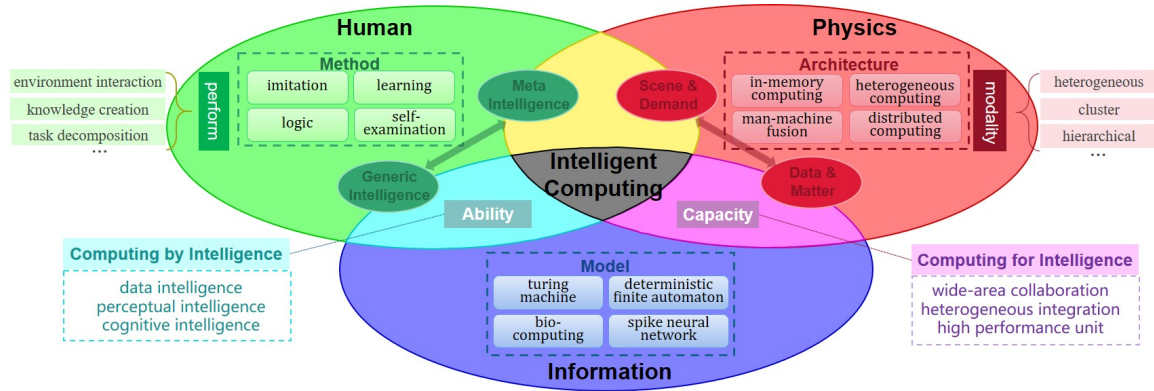 Human
Physics
Method
imitation
learning
logic
self-
examination
perform
environment interaction
knowledge creation
task decomposition
...
Meta
Intelligence
Generic
Intelligence
Scene &
Demand
Data &
Matter
Architecture
in-memory
computing
heterogeneous
computing
man-machine
fusion
distributed
computing
modality
heterogeneous
cluster
hierarchical
...
Intelligent
Computing
Ability
Capacity
Computing by Intelligence
data intelligence
perceptual intelligence
cognitive intelligence
Computing for Intelligence
wide-area collaboration
heterogeneous integration
high performance unit
Model
turing
machine
deterministic
finite automaton
bio-
computing
spike neural
network
Information